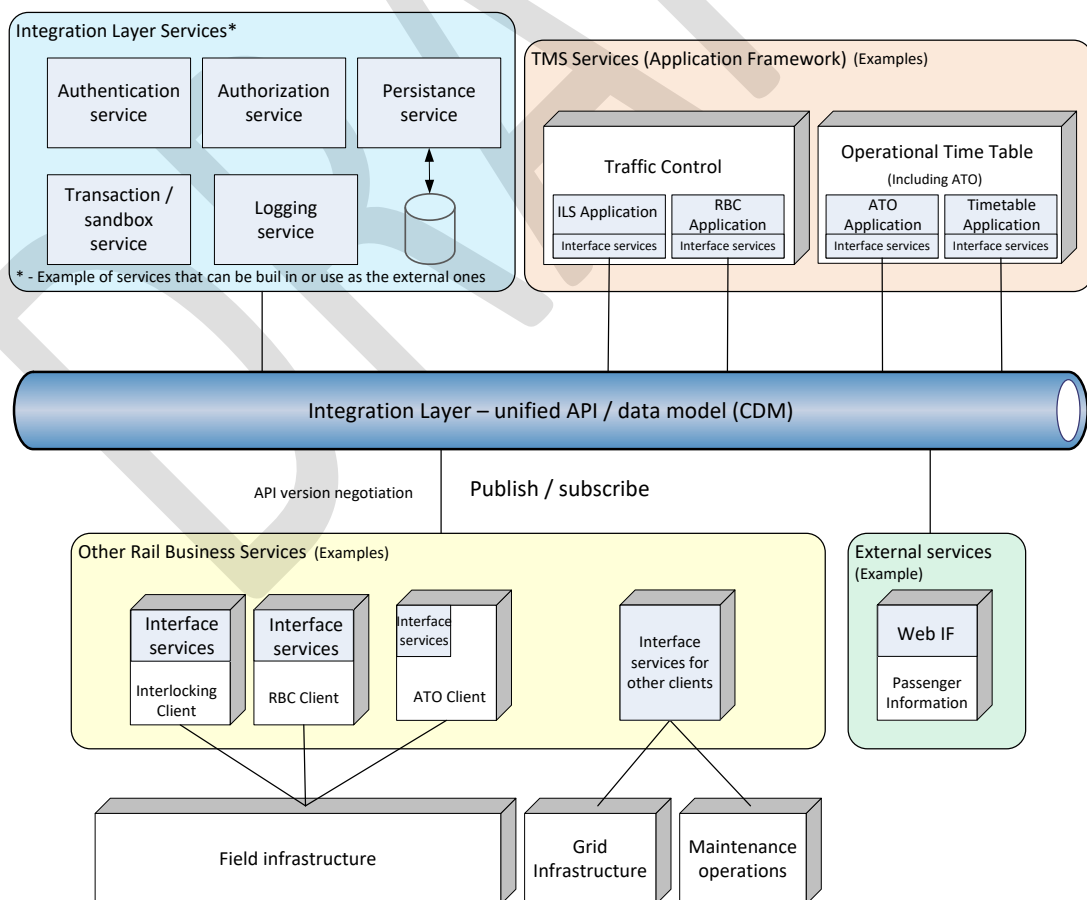 Integration Layer Services*
Authentication
service
Authorization
service
Persistance
service
Transaction /
sandbox
service
Logging
service
* - Example of services that can be buil in or use as the external ones
TMS Services (Application Framework) (Examples)
Traffic Control
ILS Application
Interface services
RBC
Application
Interface services
Operational Time Table
(Including ATO)
ATO
Application
Interface services
Timetable
Application
Interface services
Integration Layer – unified API / data model (CDM)
API version negotiation
Publish / subscribe
Other Rail Business Services (Examples)
Interface
services
Interlocking
Client
Interface
services
RBC Client
Interface
services
ATO Client
Interface
services for
other clients
External services
(Example)
Web IF
Passenger
Information
Field infrastructure
Grid
Infrastructure
Maintenance
operations
DRAF